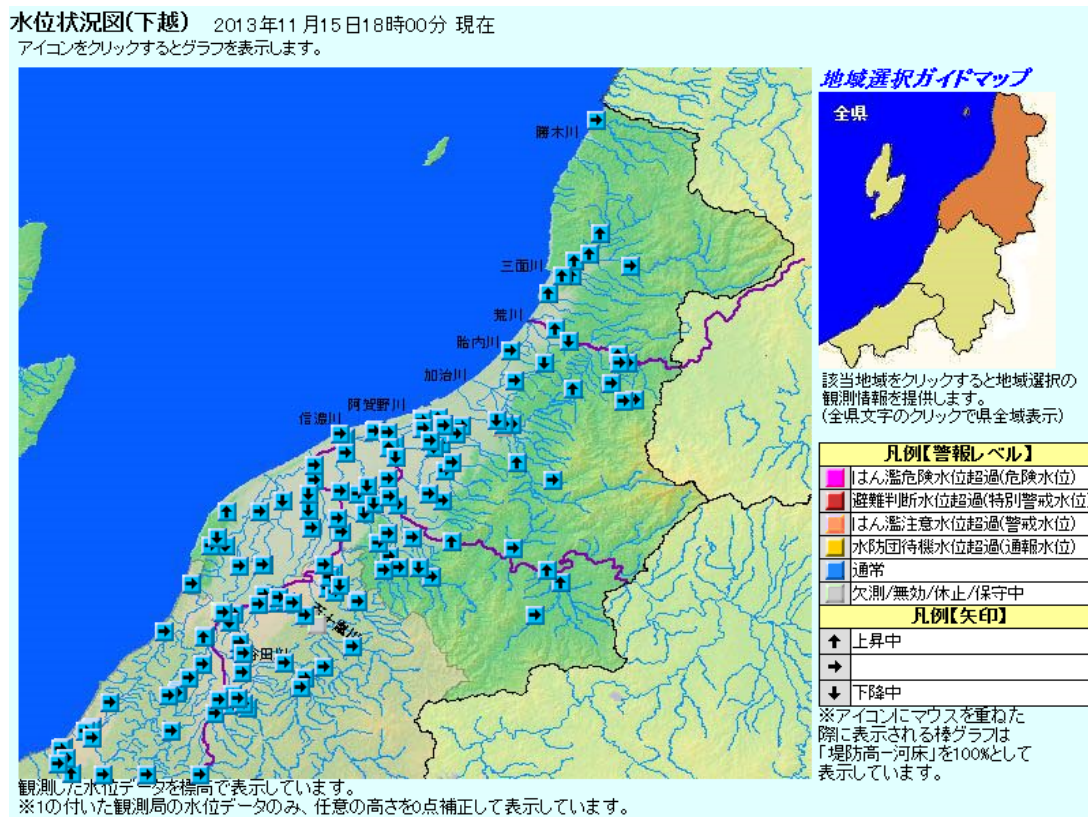 水位状況図(下越) 2013年11月15日18時00分 現在
アイコンをクリックするとグラフを表示します。
地域選択ガイドマップ
全県
勝木川
三面川
荒川
胎内川
加治川
阿賀野川
信濃川
該当地域をクリックすると地域選択の
観測情報を提供します。
(全県文字のクリックで県全域表示)
凡例【警報レベル】
はん濫危険水位超過(危険水位)
避難判断水位超過(特別警戒水位
はん濫注意水位超過(警戒水位)
水防団待機水位超過(通報水位)
通常
欠測/無効/休止/保守中
凡例【矢印】
上昇中
下降中
※アイコンにマウスを重ねた
際に表示される棒グラフは
「堤防高ー河床」を100%として
表示しています。
観測した水位データを標高で表示しています。
※1の付いた観測局の水位データのみ、任意の高さを0点補正して表示しています。